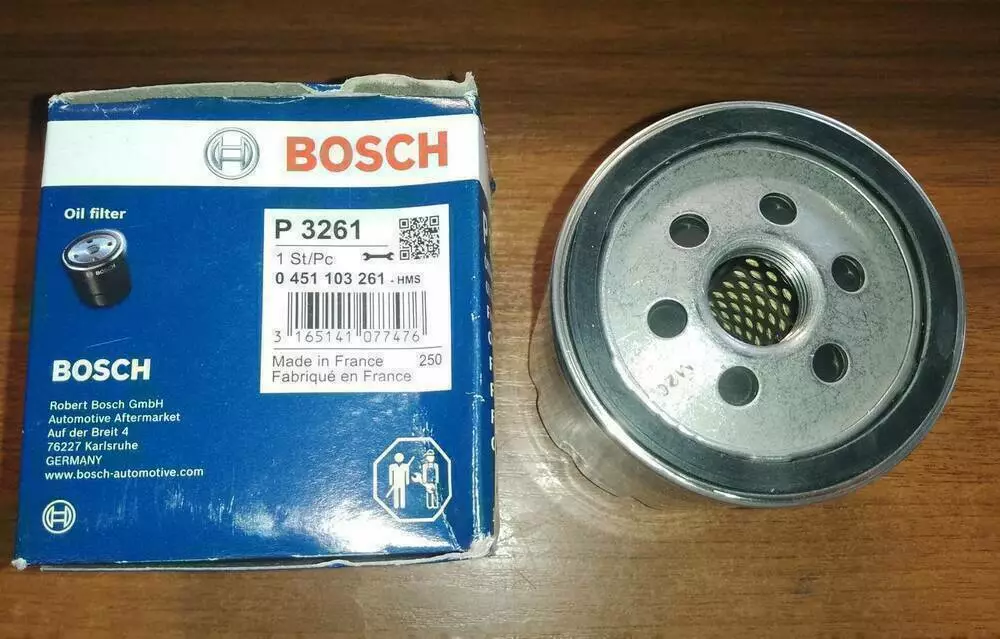 BOSCH
Oil filter
BOSCH
P 3261
1 St/Pc
0 451 103 261 - HMS
3 165141 077476
Made in France 250
Fabriqué en France
BOSCH
Robert Bosch GmbH
Automotive Aftermarket
Auf der Breit 4
76227 Karlsruhe
GERMANY
www.bosch-automotive.com